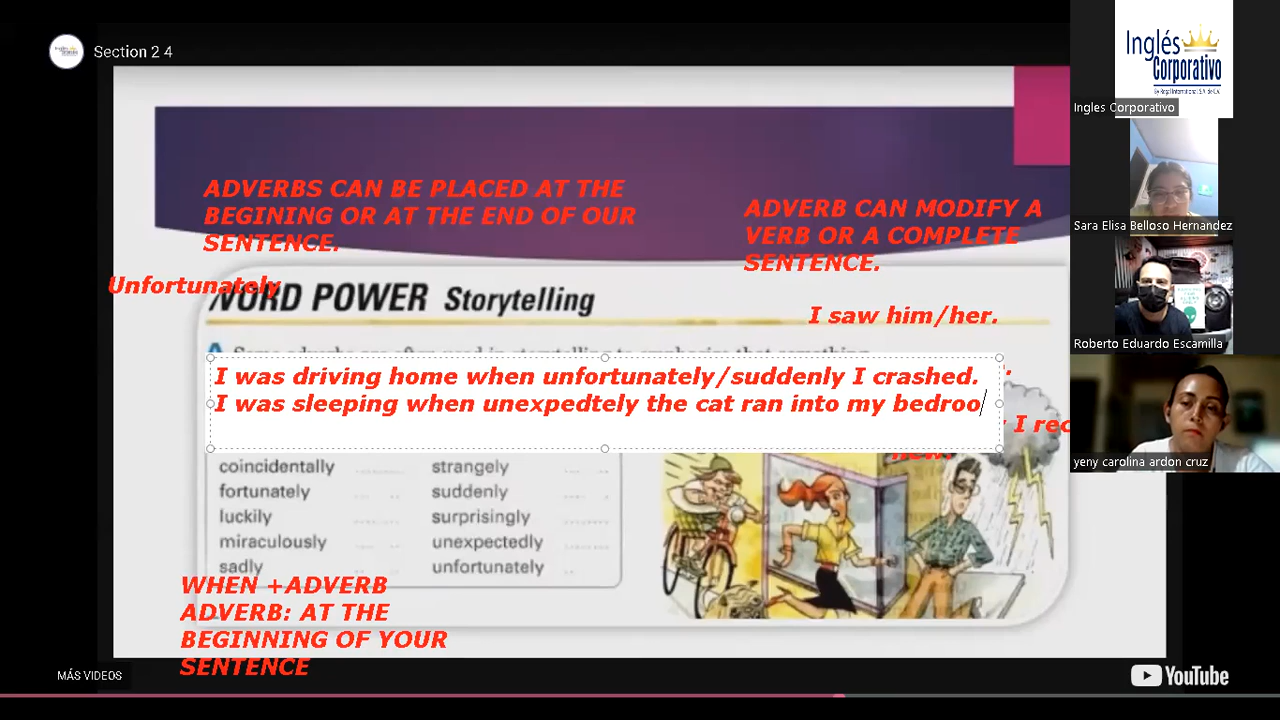 Section 2 4
ADVERBS CAN BE PLACED AT THE
BEGINING OR AT THE END OF OUR
SENTENCE.
ADVERB CAN MODIFY A
VERB OR A COMPLETE
SENTENCE.
Unfortunately
WORD POWER Storytelling
I saw him/her.
I was driving home when unfortunately/suddenly I crashed.
I was sleeping when unexpedtely the cat ran into my bedroo
I rec
coincidentally strangely
fortunately suddenly
luckily surprisingly
miraculously unexpectedly
sadly unfortunately
WHEN +ADVERB
ADVERB: AT THE
BEGINNING OF YOUR
SENTENCE
MÁS VIDEOS
YouTube
Inglés
Corporativo
Ingles Corporativo
Sara Elisa Belloso Hernandez
Roberto Eduardo Escamilla
yeny carolina ardon cruz